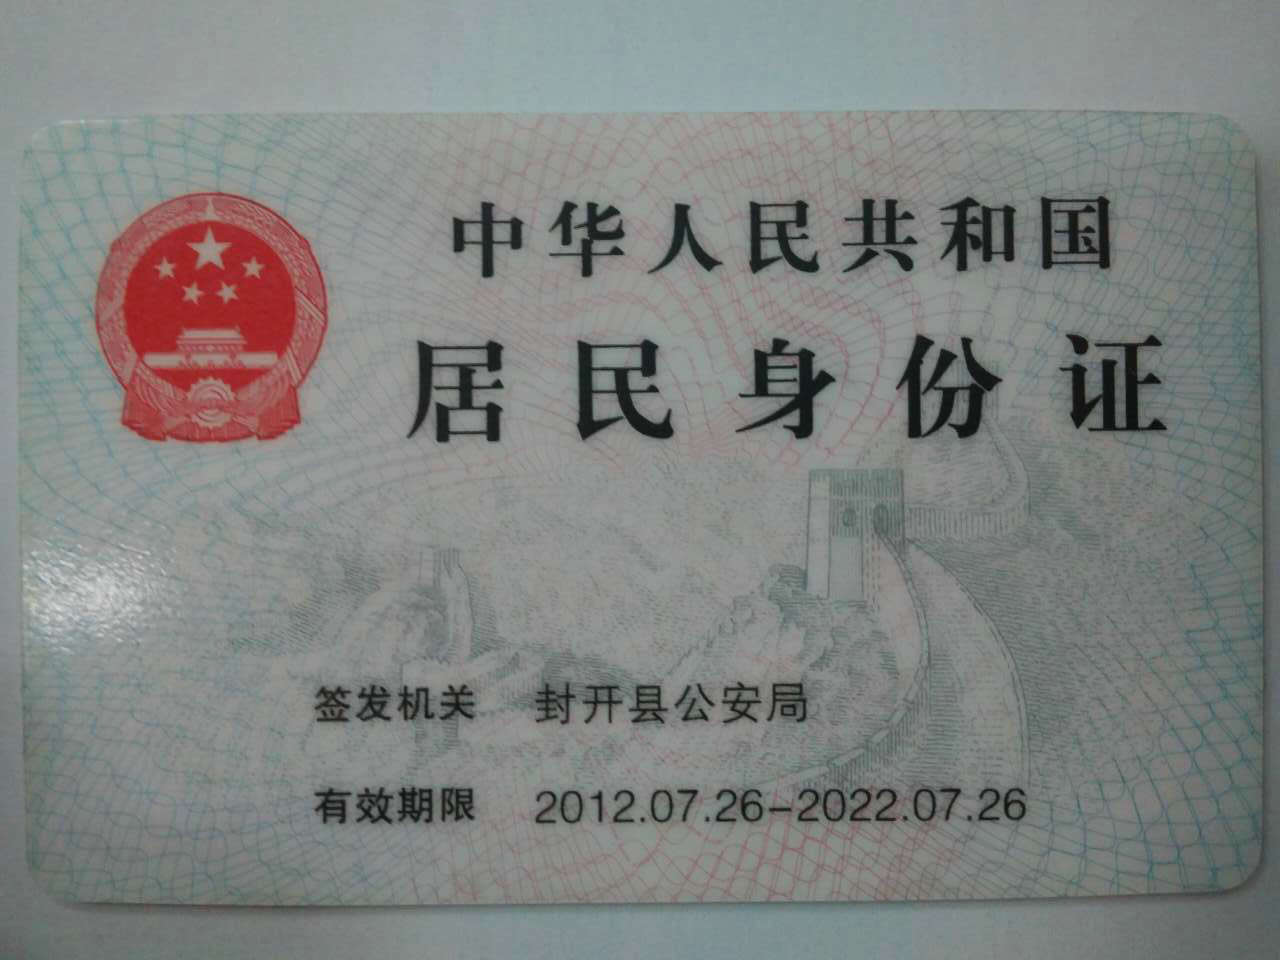 中华人民共和国
居民身份证
签发机关 封开县公安局
有效期限 2012.07.26-2022.07.26